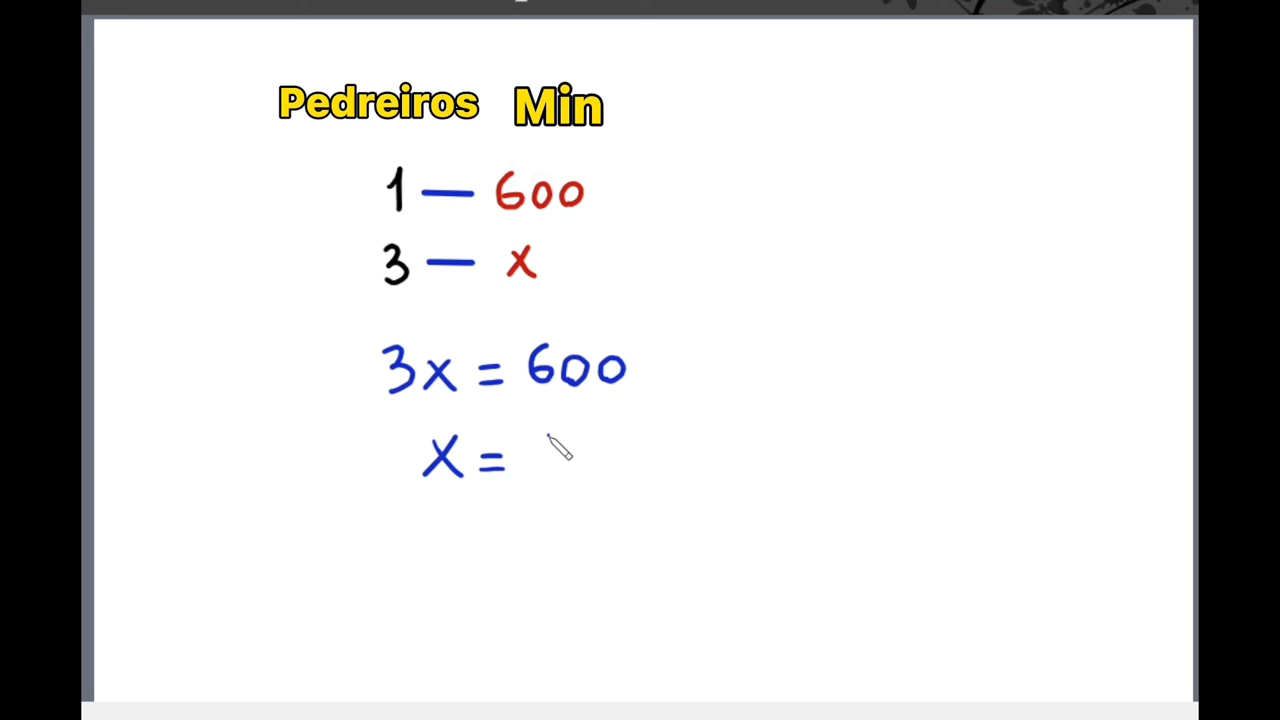 Pedreiros Min
1 — 600
3 — x
3x = 600
x =